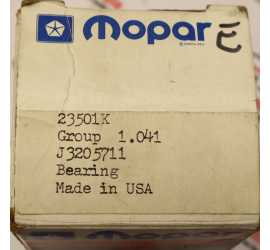 Mopar
E
23501K
Group 1.041
J3205711
Bearing
Made in USA